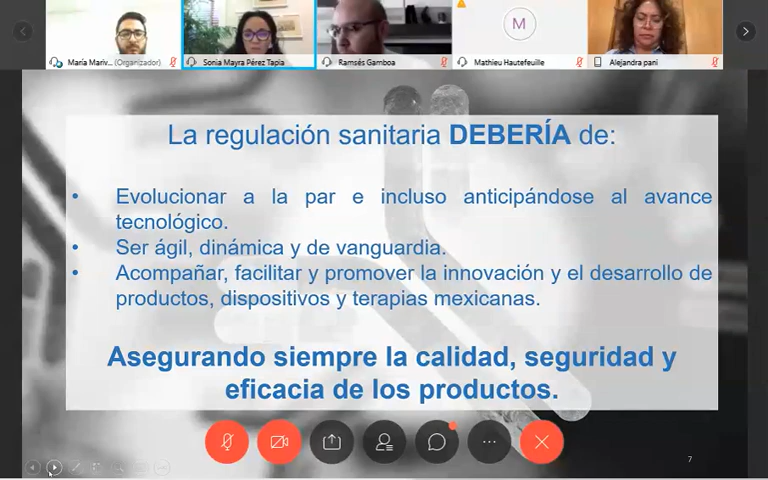 María Mariv... (Organizador)
Sonia Mayra Pérez Tapia
Ramsés Gamboa
M
Mathieu Hautefeuille
Alejandra pani
La regulación sanitaria DEBERÍA de:
• Evolucionar a la par e incluso anticipándose al avance
tecnológico.
• Ser ágil, dinámica y de vanguardia.
• Acompañar, facilitar y promover la innovación y el desarrollo de
productos, dispositivos y terapias mexicanas.
Asegurando siempre la calidad, seguridad y
eficacia de los productos.
7